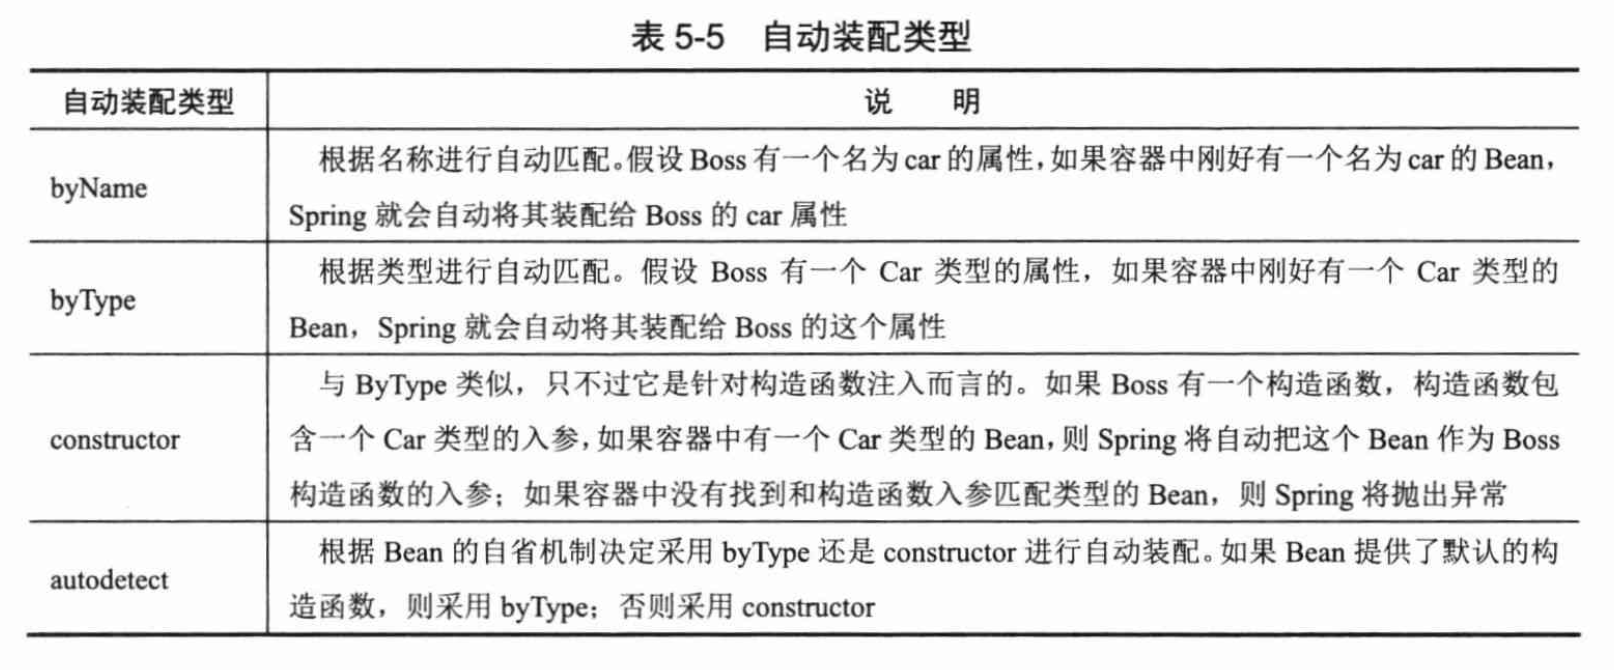 表 5-5 自动装配类型
自动装配类型
说 明
byName
根据名称进行自动匹配。假设 Boss 有一个名为 car 的属性，如果容器中刚好有一个名为 car 的 Bean，
Spring 就会自动将其装配给 Boss 的 car 属性
byType
根据类型进行自动匹配。假设 Boss 有一个 Car 类型的属性，如果容器中刚好有一个 Car 类型的
Bean，Spring 就会自动将其装配给 Boss 的这个属性
constructor
与 ByType 类似，只不过它是针对构造函数注入而言的。如果 Boss 有一个构造函数，构造函数包
含一个 Car 类型的入参，如果容器中有一个 Car 类型的 Bean，则 Spring 将自动把这个 Bean 作为 Boss
构造函数的入参；如果容器中没有找到和构造函数入参匹配类型的 Bean，则 Spring 将抛出异常
autodetect
根据 Bean 的自省机制决定采用 byType 还是 constructor 进行自动装配。如果 Bean 提供了默认的构
造函数，则采用 byType；否则采用 constructor